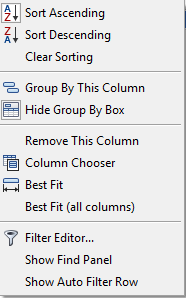 Sort Ascending
Sort Descending
Clear Sorting
Group By This Column
Hide Group By Box
Remove This Column
Column Chooser
Best Fit
Best Fit (all columns)
Filter Editor...
Show Find Panel
Show Auto Filter Row